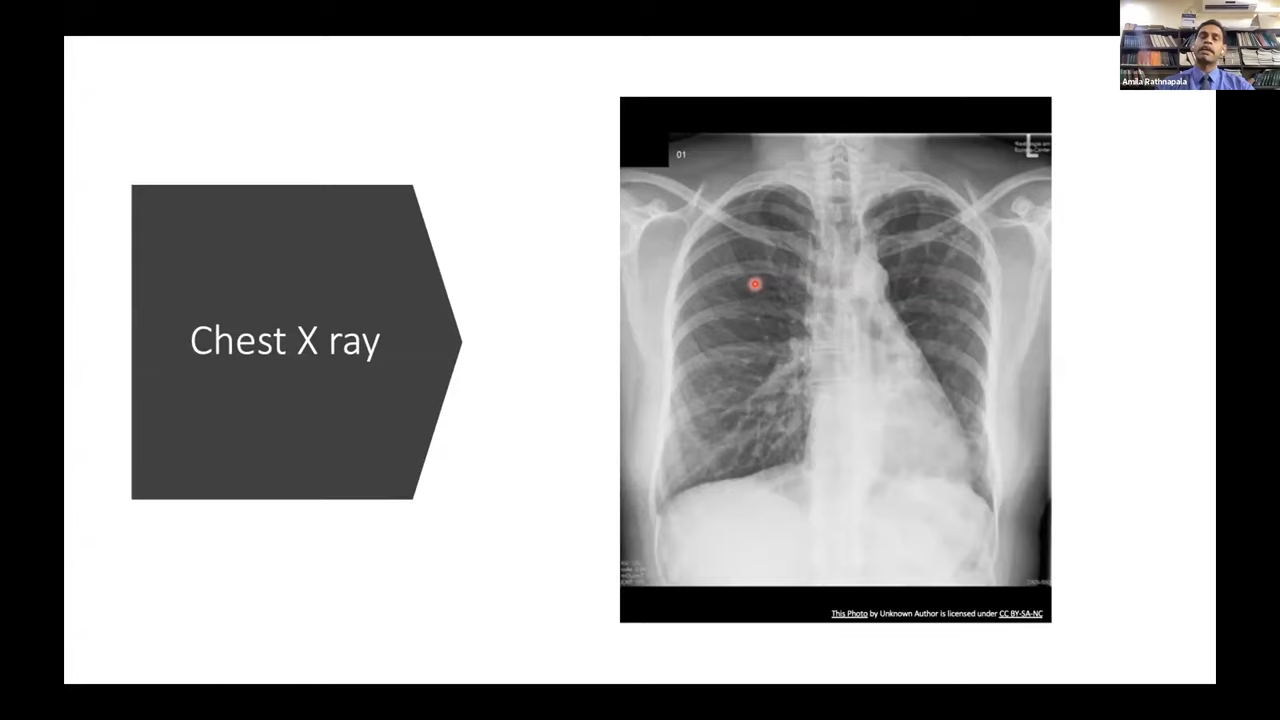 Amila Rathnapala
01
L
Chest X ray
This Photo by Unknown Author is licensed under CC BY-SA-NC